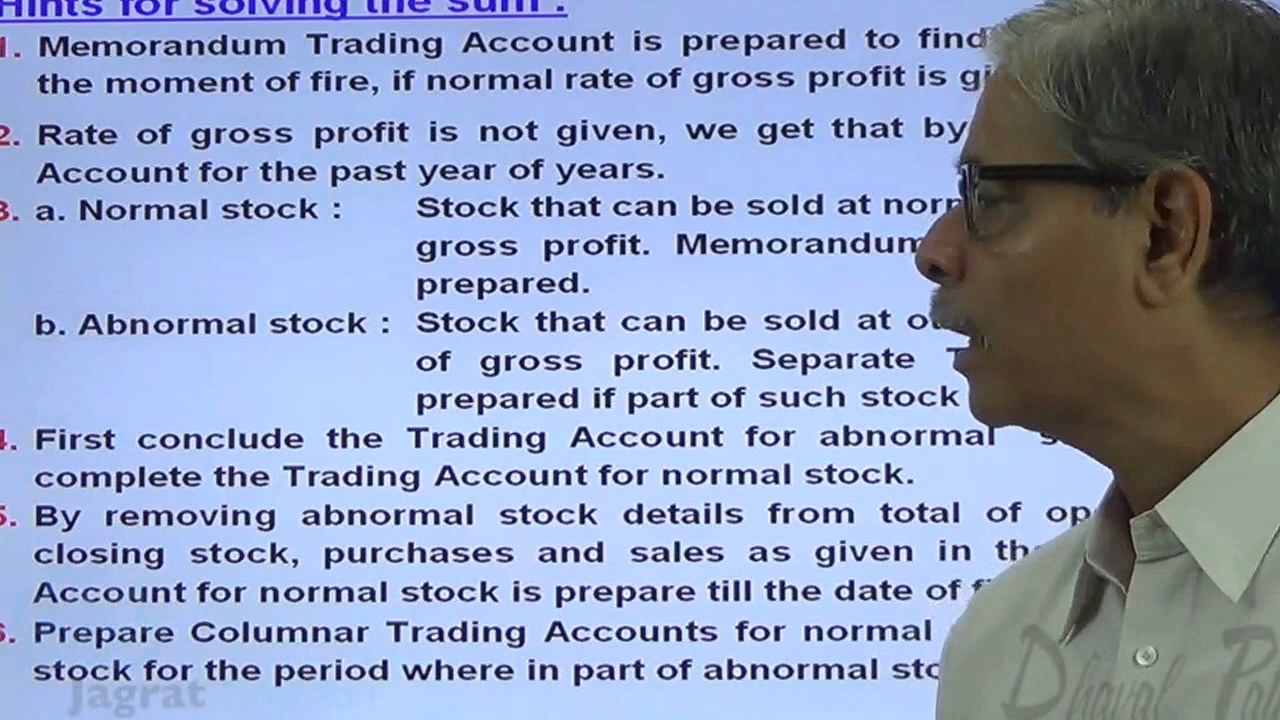 Hints for solving the sum :
1. Memorandum Trading Account is prepared to find
the moment of fire, if normal rate of gross profit is gi
2. Rate of gross profit is not given, we get that by
Account for the past year of years.
3. a. Normal stock : Stock that can be sold at norm
gross profit. Memorandum
prepared.
b. Abnormal stock : Stock that can be sold at
of gross profit. Separate
prepared if part of such stock
4. First conclude the Trading Account for abnormal
complete the Trading Account for normal stock.
5. By removing abnormal stock details from total of op
closing stock, purchases and sales as given in the
Account for normal stock is prepare till the date of f
6. Prepare Columnar Trading Accounts for normal
stock for the period where in part of abnormal sto
Jagrat
Dhaval Pat